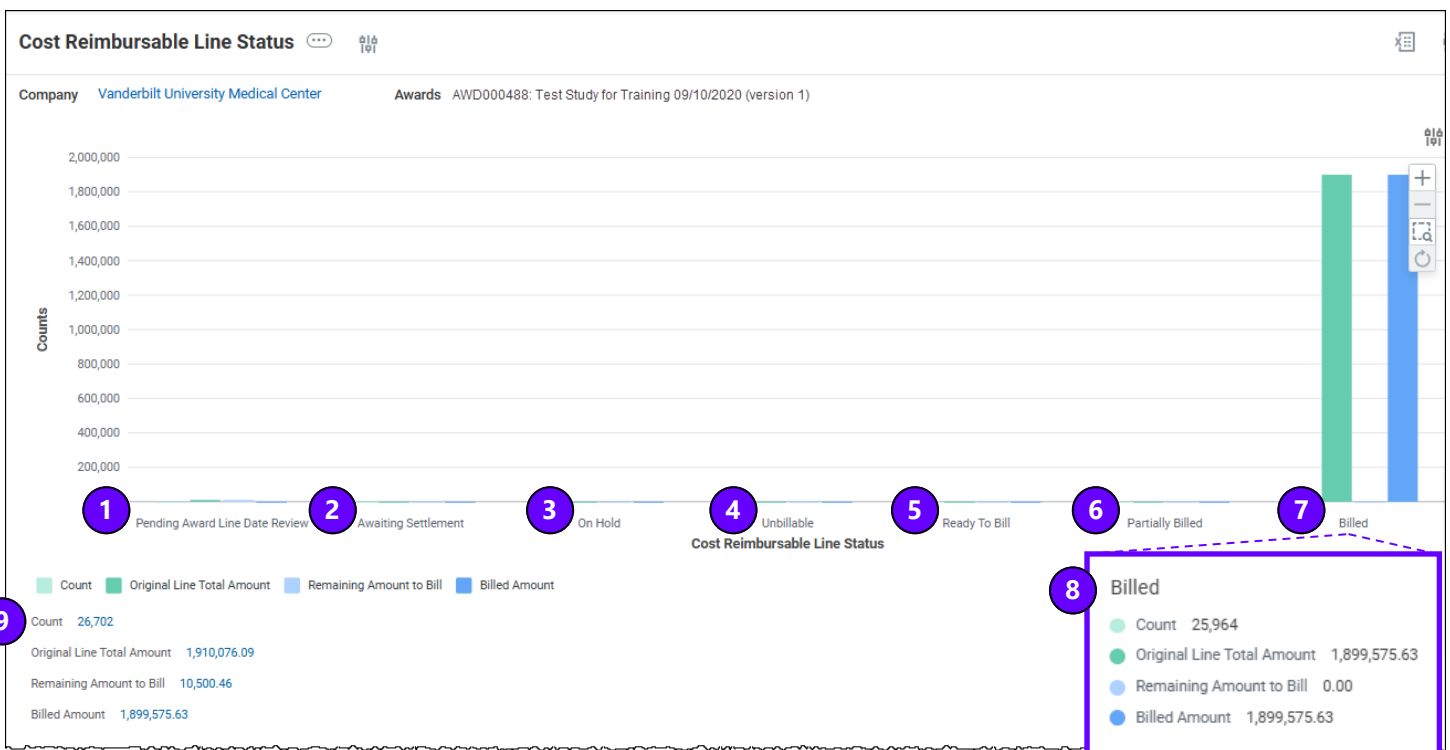 Cost Reimbursable Line Status
Company Vanderbilt University Medical Center Awards AWD000488: Test Study for Training 09/10/2020 (version 1)
2,000,000
1,800,000
1,600,000
1,400,000
1,200,000
1,000,000
800,000
600,000
400,000
200,000
Counts
1 Pending Award Line Date Review 2 Awaiting Settlement 3 On Hold 4 Unbillable 5 Ready To Bill 6 Partially Billed 7 Billed
Cost Reimbursable Line Status
Count Original Line Total Amount Remaining Amount to Bill Billed Amount
9 Count 26,702
Original Line Total Amount 1,910,076.09
Remaining Amount to Bill 10,500.46
Billed Amount 1,899,575.63
8 Billed
Count 25,964
Original Line Total Amount 1,899,575.63
Remaining Amount to Bill 0.00
Billed Amount 1,899,575.63